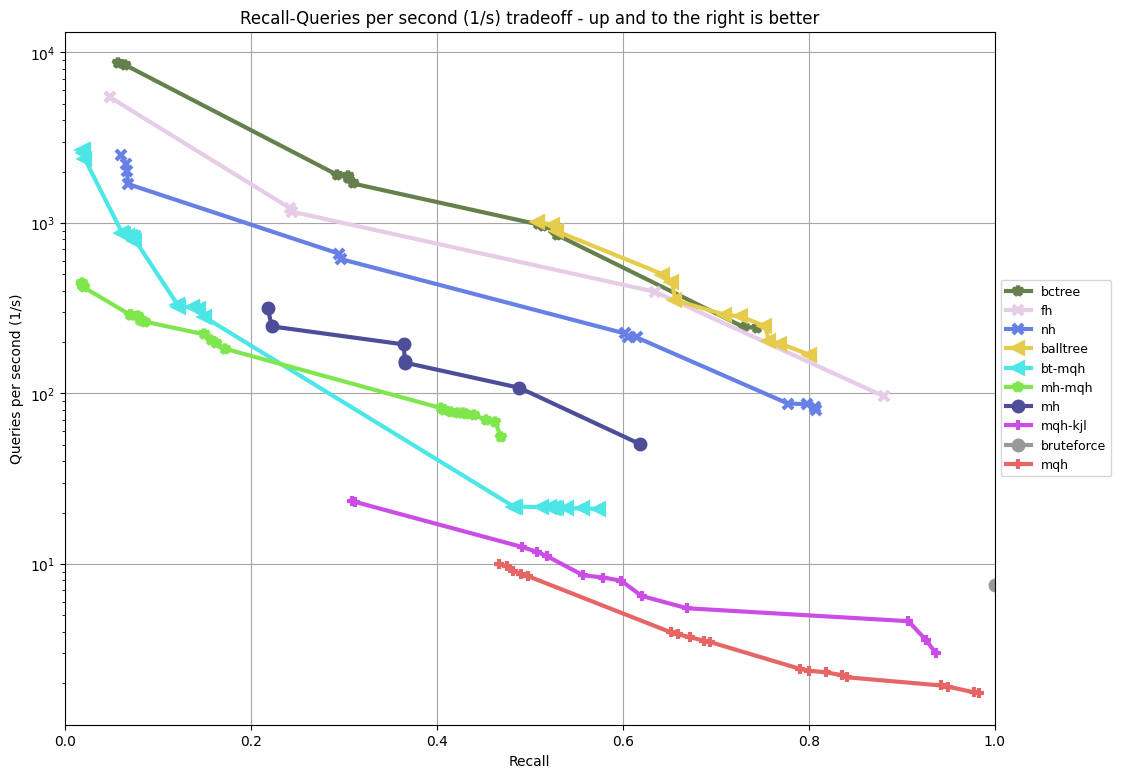 Recall-Queries per second (1/s) tradeoff - up and to the right is better
Queries per second (1/s)
10⁴
10³
10²
10¹
0.0 0.2 0.4 0.6 0.8 1.0
Recall
bctree
fh
nh
balltree
bt-mqh
mh-mqh
mh
mqh-kjl
bruteforce
mqh